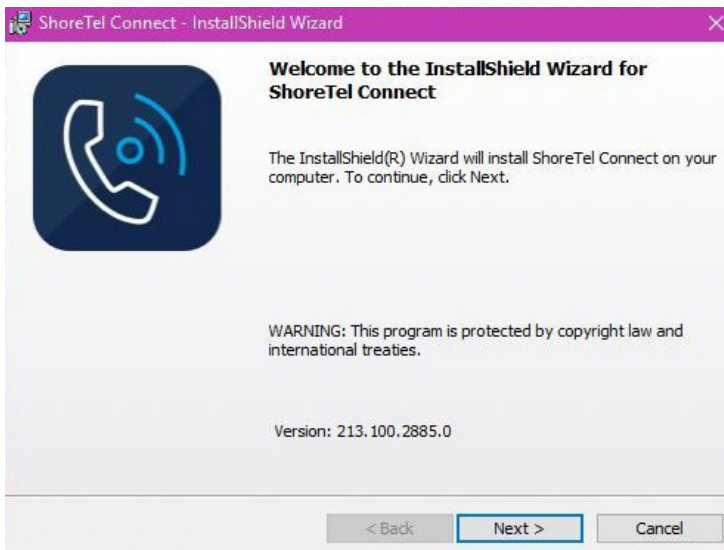 ShoreTel Connect - InstallShield Wizard
Welcome to the InstallShield Wizard for
ShoreTel Connect
The InstallShield(R) Wizard will install ShoreTel Connect on your
computer. To continue, click Next.
WARNING: This program is protected by copyright law and
international treaties.
Version: 213.100.2885.0
< Back Next > Cancel